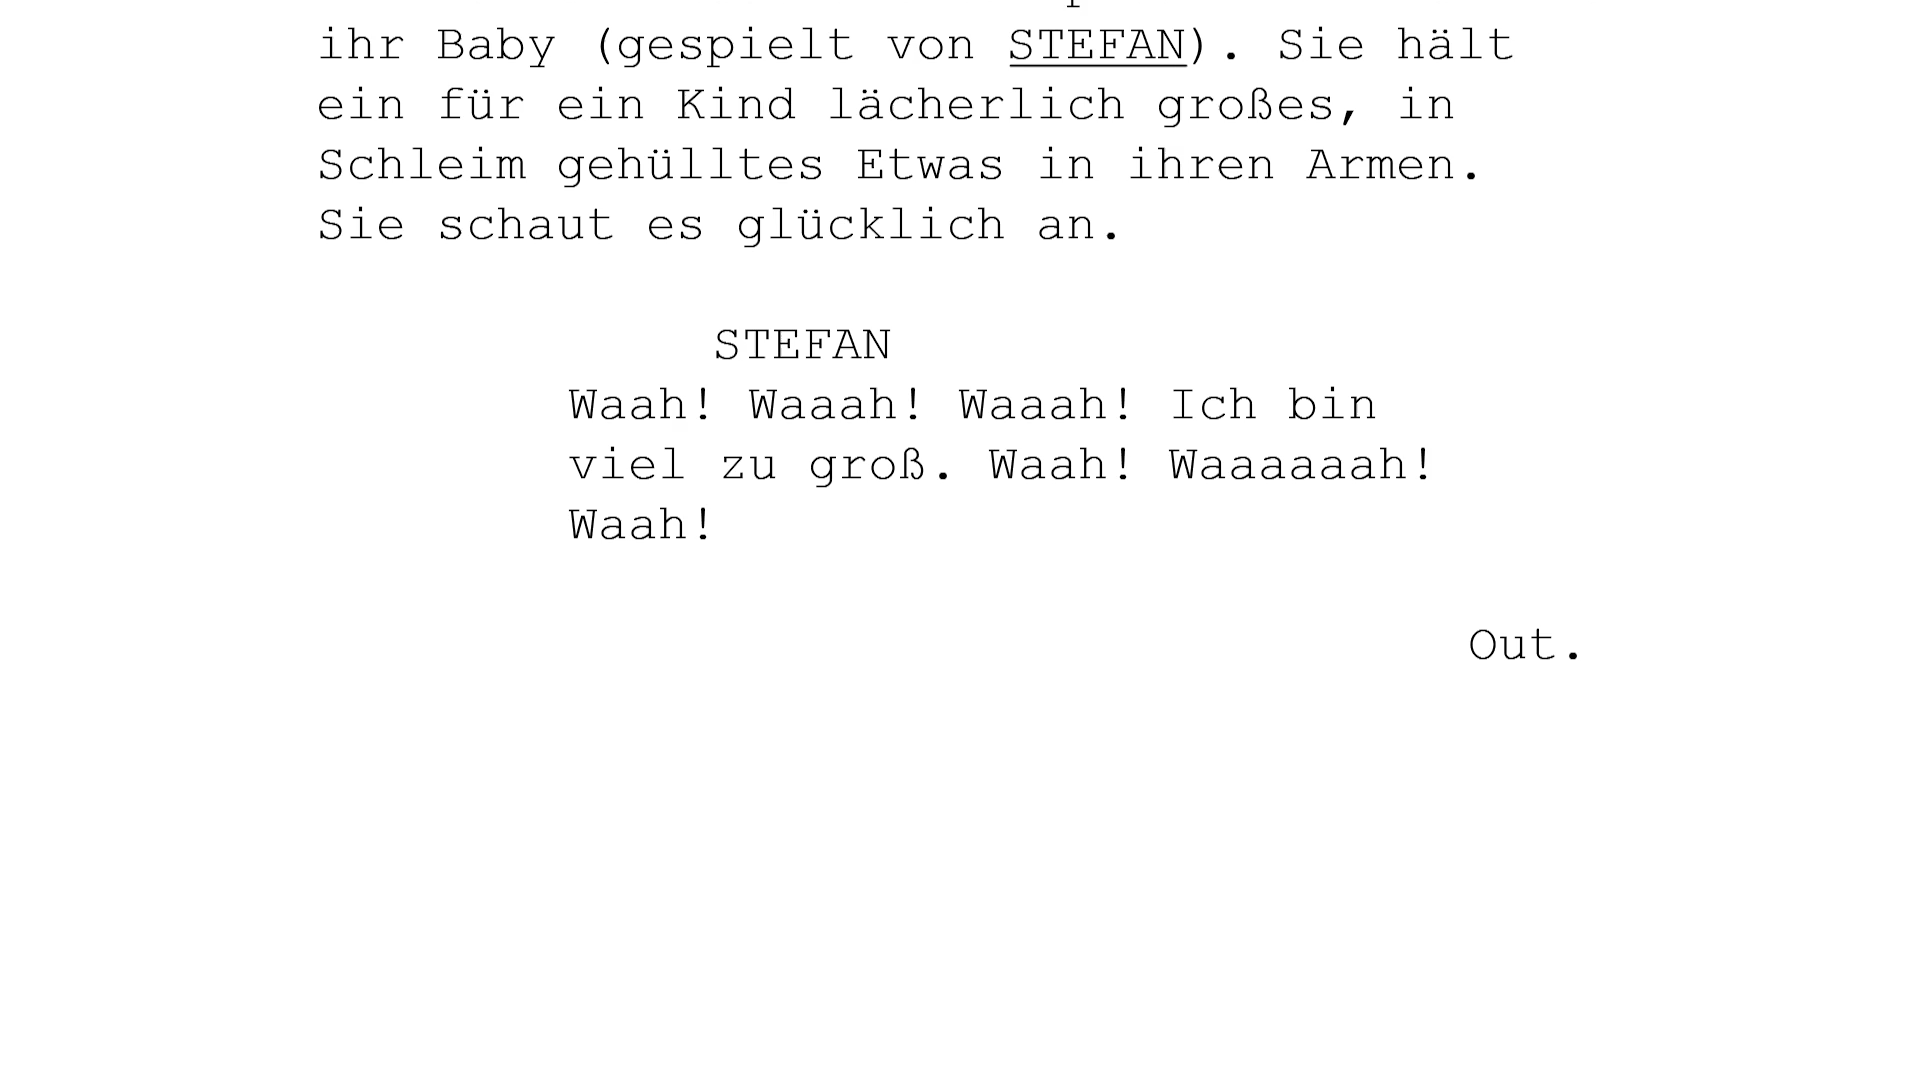 ihr Baby (gespielt von STEFAN). Sie hält
ein für ein Kind lächerlich großes, in
Schleim gehülltes Etwas in ihren Armen.
Sie schaut es glücklich an.
STEFAN
Waah! Waaah! Waaah! Ich bin
viel zu groß. Waah! Waaaaaah!
Waah!
Out.